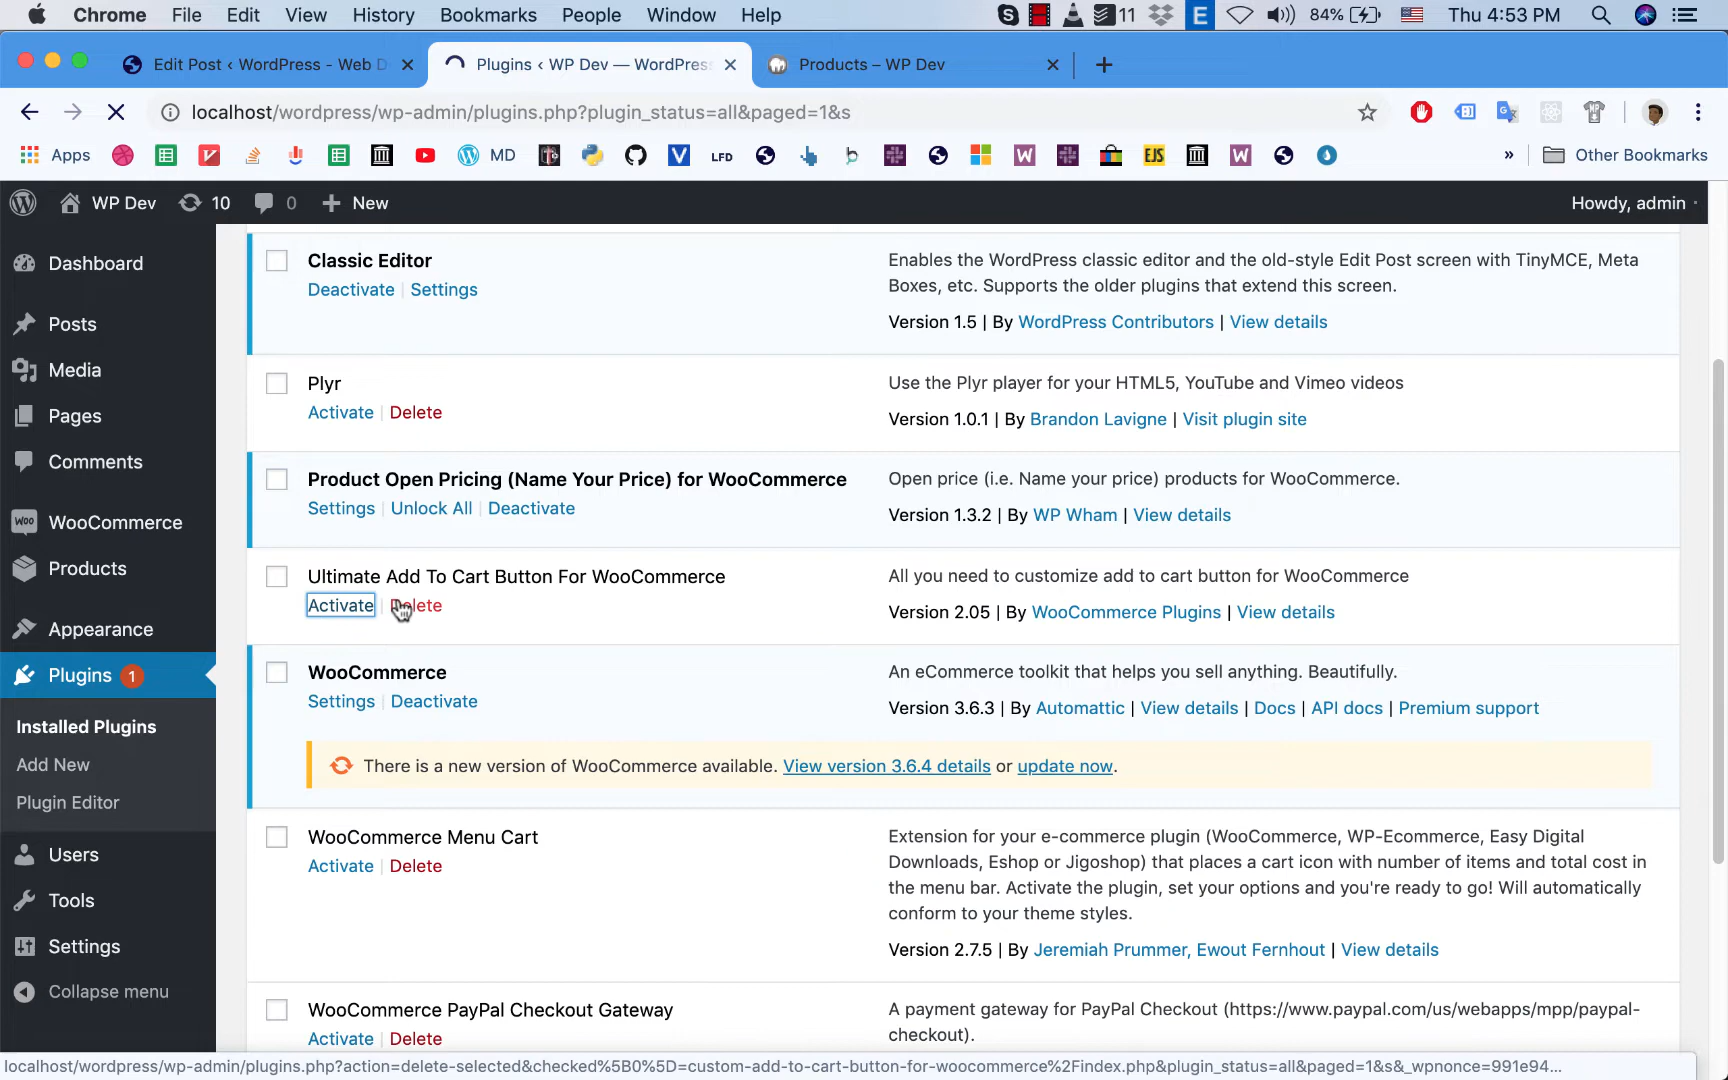 Chrome File Edit View History Bookmarks People Window Help 11 E 84% Thu 4:53 PM
Edit Post ‹ WordPress - Web D
Plugins ‹ WP Dev — WordPress
Products – WP Dev
localhost/wordpress/wp-admin/plugins.php?plugin_status=all&paged=1&s
Apps MD LFD V W EJS W » Other Bookmarks
WP Dev 10 0 New Howdy, admin
Dashboard
Posts
Media
Pages
Comments
WooCommerce
Products
Appearance
Plugins 1
Installed Plugins
Add New
Plugin Editor
Users
Tools
Settings
Collapse menu
Classic Editor
Deactivate | Settings
Enables the WordPress classic editor and the old-style Edit Post screen with TinyMCE, Meta
Boxes, etc. Supports the older plugins that extend this screen.
Version 1.5 | By WordPress Contributors | View details
Plyr
Activate | Delete
Use the Plyr player for your HTML5, YouTube and Vimeo videos
Version 1.0.1 | By Brandon Lavigne | Visit plugin site
Product Open Pricing (Name Your Price) for WooCommerce
Settings | Unlock All | Deactivate
Open price (i.e. Name your price) products for WooCommerce.
Version 1.3.2 | By WP Wham | View details
Ultimate Add To Cart Button For WooCommerce
Activate | Delete
All you need to customize add to cart button for WooCommerce
Version 2.05 | By WooCommerce Plugins | View details
WooCommerce
Settings | Deactivate
An eCommerce toolkit that helps you sell anything. Beautifully.
Version 3.6.3 | By Automattic | View details | Docs | API docs | Premium support
There is a new version of WooCommerce available. View version 3.6.4 details or update now.
WooCommerce Menu Cart
Activate | Delete
Extension for your e-commerce plugin (WooCommerce, WP-Ecommerce, Easy Digital
Downloads, Eshop or Jigoshop) that places a cart icon with number of items and total cost in
the menu bar. Activate the plugin, set your options and you're ready to go! Will automatically
conform to your theme styles.
Version 2.7.5 | By Jeremiah Prummer, Ewout Fernhout | View details
WooCommerce PayPal Checkout Gateway
Activate | Delete
A payment gateway for PayPal Checkout (https://www.paypal.com/us/webapps/mpp/paypal-
checkout).
localhost/wordpress/wp-admin/plugins.php?action=delete-selected&checked%5B0%5D=custom-add-to-cart-button-for-woocommerce%2Findex.php&plugin_status=all&paged=1&s&_wpnonce=991e94...